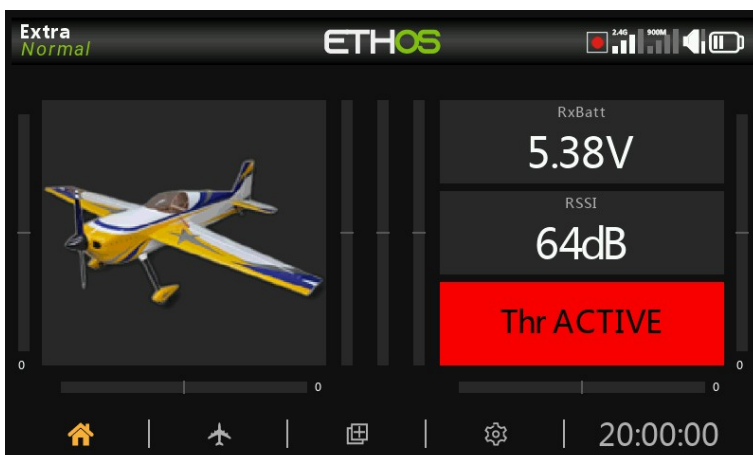 Extra
Normal
ETHOS
2.4G
900M
RxBatt
5.38V
RSSI
64dB
Thr ACTIVE
0
0
0
0
20:00:00